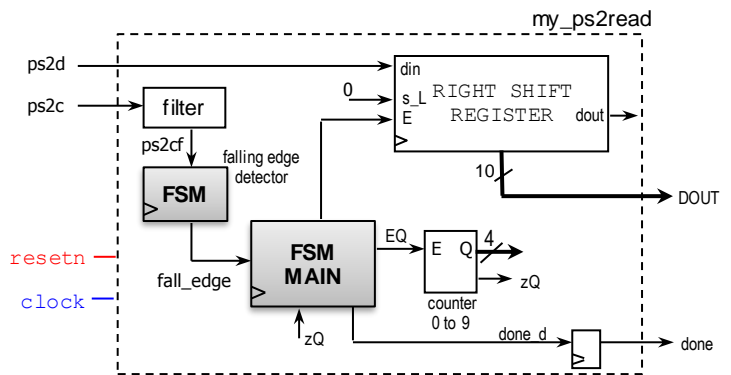 my_ps2read
ps2d
din
0
s_L
RIGHT SHIFT
REGISTER
E
dout
ps2c
filter
ps2cf
falling edge
detector
FSM
10
DOUT
fall_edge
FSM
MAIN
EQ
E
Q
4
zQ
counter
0 to 9
resetn
clock
zQ
done_d
done